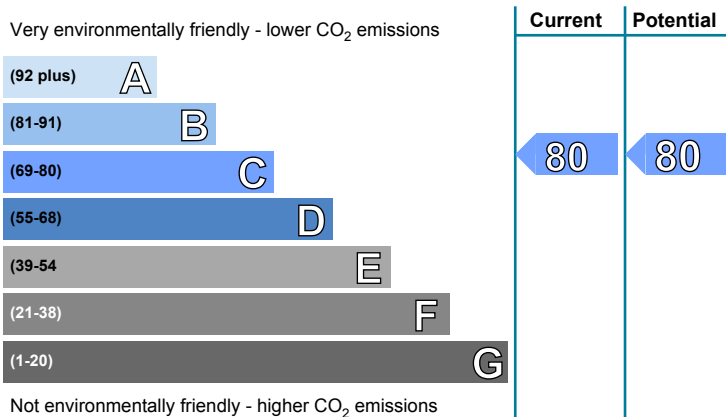 Very environmentally friendly - lower CO2 emissions
Current Potential
(92 plus) A
(81-91) B
(69-80) C
80 80
(55-68) D
(39-54 E
(21-38) F
(1-20) G
Not environmentally friendly - higher CO2 emissions